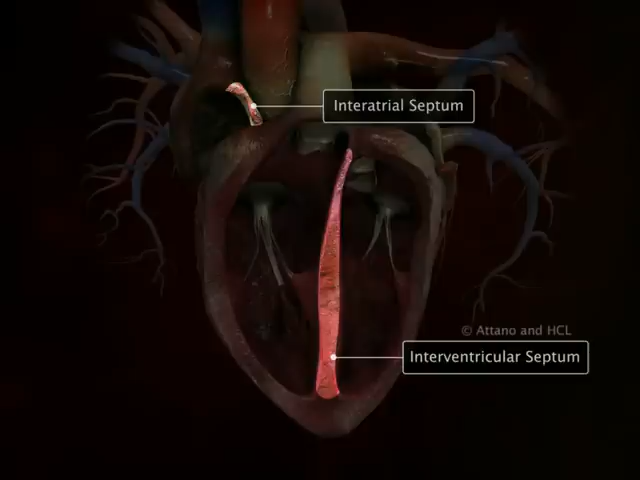 Interatrial Septum
© Attano and HCL
Interventricular Septum